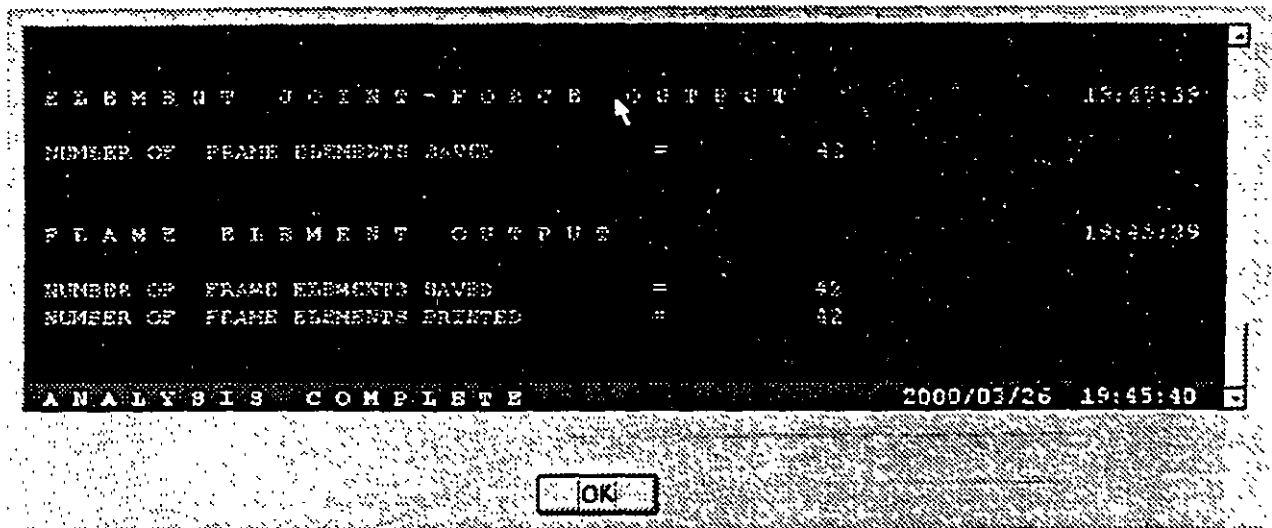 E L E M E N T   J O I N T - F O R C E   O U T P U T   19:45:39
NUMBER OF FRAME ELEMENTS SAVED = 42
F R A M E   E L E M E N T   O U T P U T   19:45:39
NUMBER OF FRAME ELEMENTS SAVED = 42
NUMBER OF FRAME ELEMENTS PRINTED = 42
A N A L Y S I S   C O M P L E T E   2000/03/26 19:45:40
OK